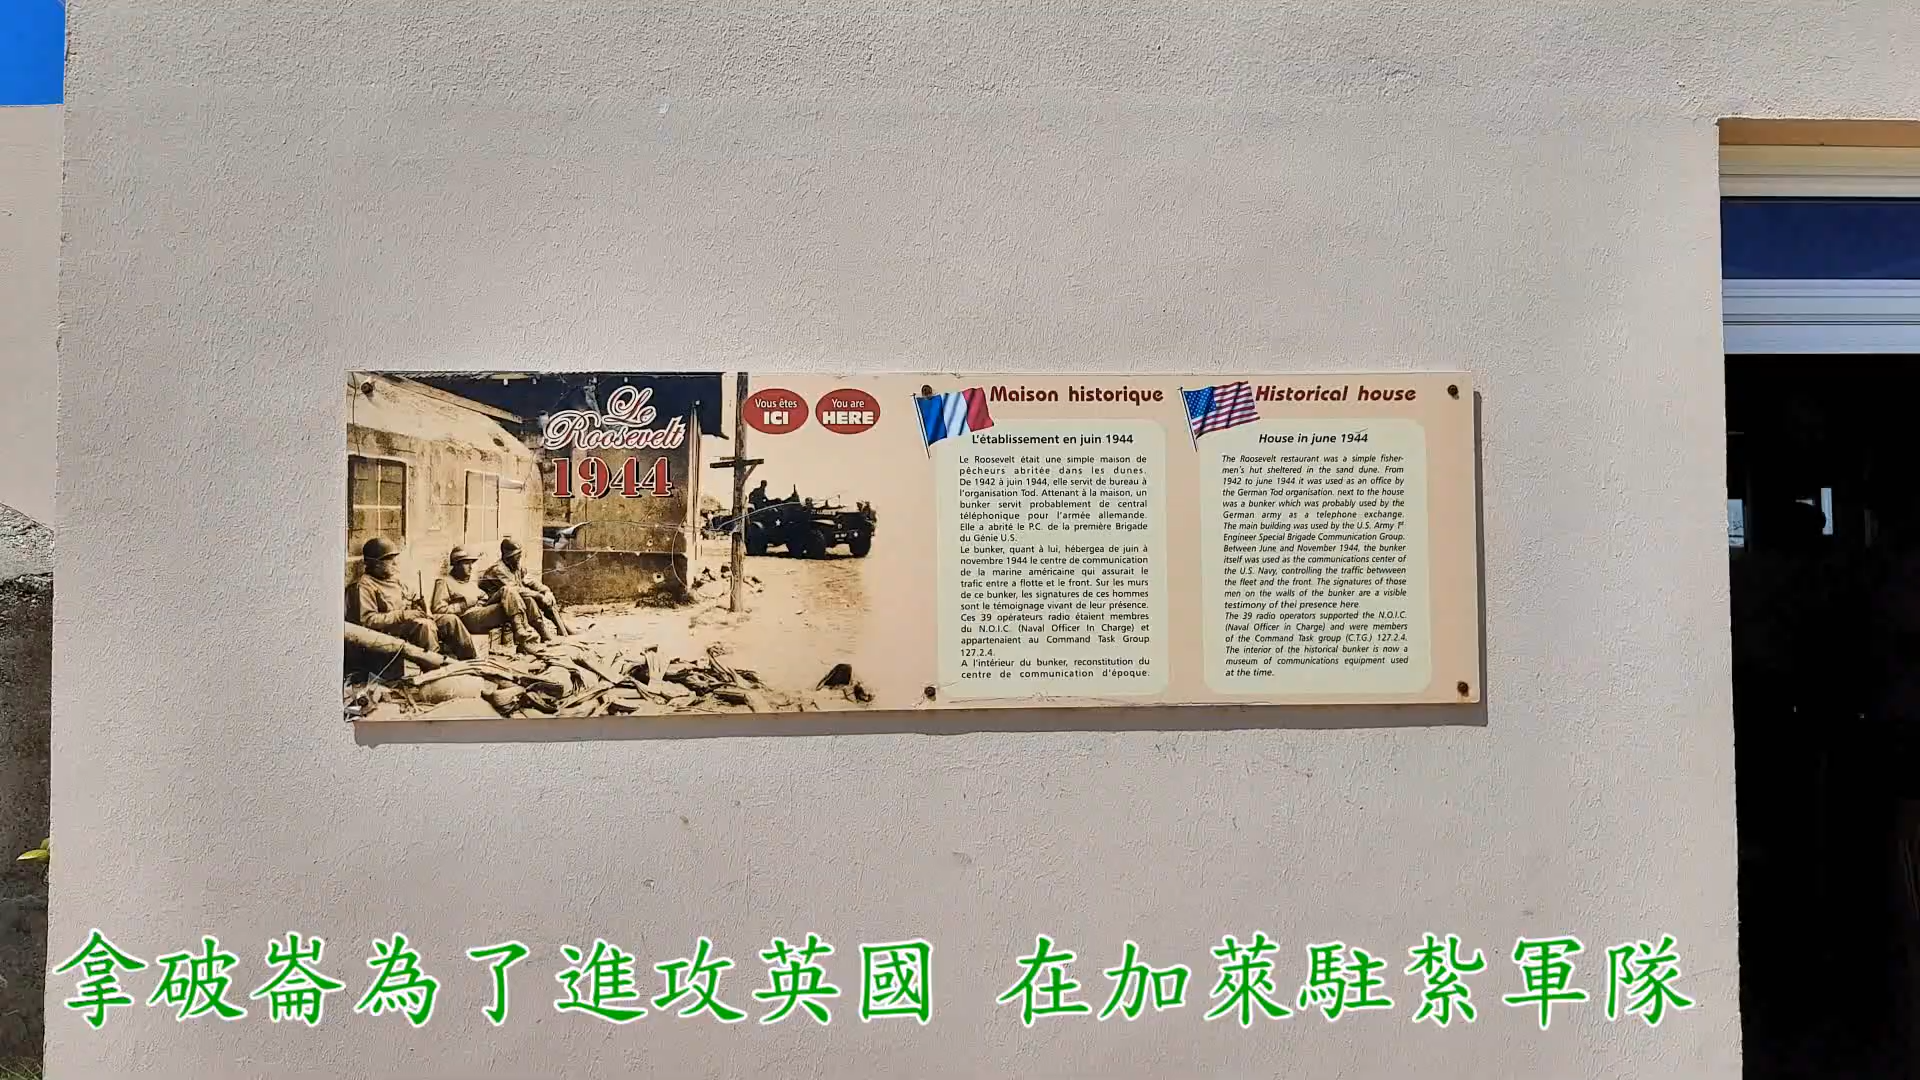 Le
Roosevelt
1944
Vous êtes
ICI
You are
HERE
Maison historique
L'établissement en juin 1944
Le Roosevelt était une simple maison de
pêcheurs abritée dans les dunes.
De 1942 à juin 1944, elle servit de bureau à
l'organisation Tod. Attenant à la maison, un
bunker servit probablement de central
téléphonique pour l'armée allemande.
Elle a abrité le P.C. de la première Brigade
du Génie U.S.
Le bunker, quant à lui, hébergea de juin à
novembre 1944 le centre de communication
de la marine américaine qui assurait le
trafic entre a flotte et le front. Sur les murs
de ce bunker, les signatures de ces hommes
sont le témoignage vivant de leur présence.
Ces 39 opérateurs radio étaient membres
du N.O.I.C. (Naval Officer In Charge) et
appartenaient au Command Task Group
127.2.4.
A l'intérieur du bunker, reconstitution du
centre de communication d'époque.
Historical house
House in june 1944
The Roosevelt restaurant was a simple fisher-
men's hut sheltered in the sand dune. From
1942 to june 1944 it was used as an office by
the German Tod organisation. next to the house
was a bunker which was probably used by the
German army as a telephone exchange.
The main building was used by the U.S. Army 1st
Engineer Special Brigade Communication Group.
Between June and November 1944, the bunker
itself was used as the communications center of
the U.S. Navy, controlling the traffic betwween
the fleet and the front. The signatures of those
men on the walls of the bunker are a visible
testimony of thei presence here.
The 39 radio operators supported the N.O.I.C.
(Naval Officer in Charge) and were members
of the Command Task group (C.T.G.) 127.2.4.
The interior of the historical bunker is now a
museum of communications equipment used
at the time.
拿破崙為了進攻英國 在加萊駐紮軍隊